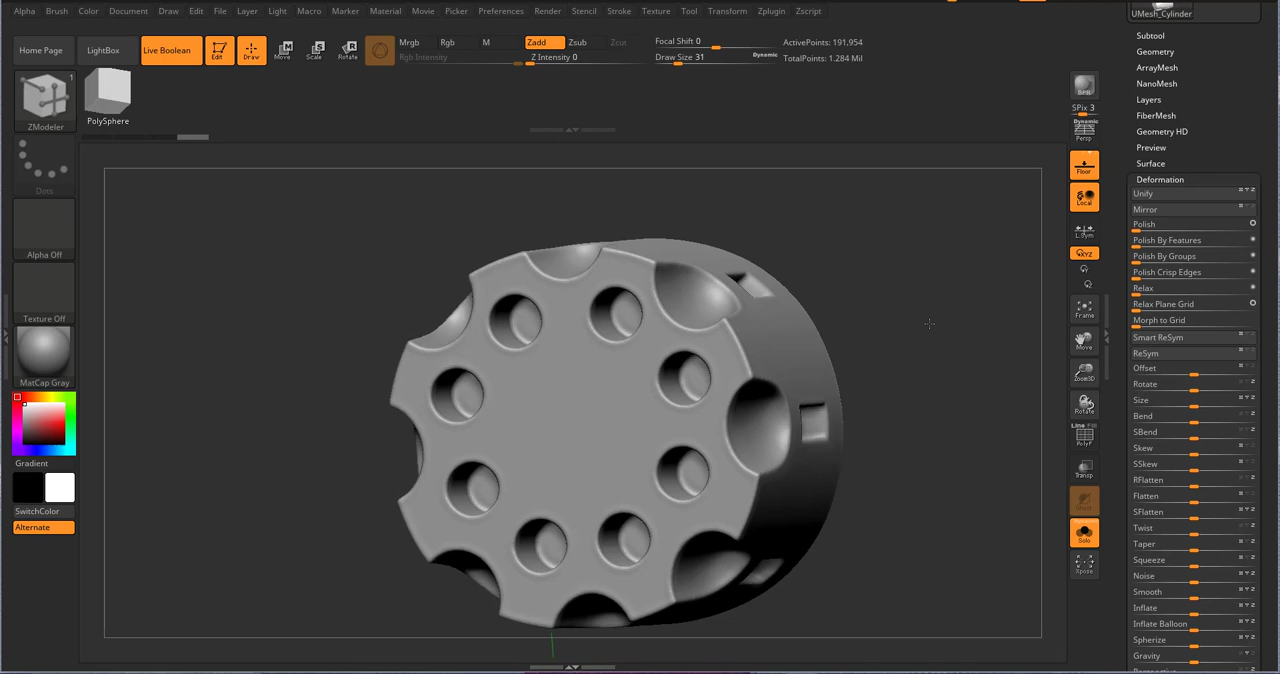 Alpha Brush Color Document Draw Edit File Layer Light Macro Marker Material Movie Picker Preferences Render Stencil Stroke Texture Tool Transform Zplugin Zscript
UMesh_Cylinder
Home Page
LightBox
Live Boolean
Edit
Draw
Move
Scale
Rotate
Mrgb Rgb M
Rgb Intensity
Zadd Zsub Zcut
Z Intensity 0
Focal Shift 0
Draw Size 31
Dynamic
ActivePoints: 191,954
TotalPoints: 1.284 Mil
1
ZModeler
PolySphere
Dots
Alpha Off
Texture Off
MatCap Gray
Gradient
SwitchColor
Alternate
BPR
SPix 3
Dynamic
Persp
Floor
Local
L.Sym
XYZ
Frame
Move
Zoom3D
Rotate
Line Fill
PolyF
Transp
Ghost
Solo
Xpose
Subtool
Geometry
ArrayMesh
NanoMesh
Layers
FiberMesh
Geometry HD
Preview
Surface
Deformation
Unify
Mirror
Polish
Polish By Features
Polish By Groups
Polish Crisp Edges
Relax
Relax Plane Grid
Morph to Grid
Smart ReSym
ReSym
Offset
Rotate
Size
Bend
SBend
Skew
SSkew
RFlatten
Flatten
SFlatten
Twist
Taper
Squeeze
Noise
Smooth
Inflate
Inflate Balloon
Spherize
Gravity